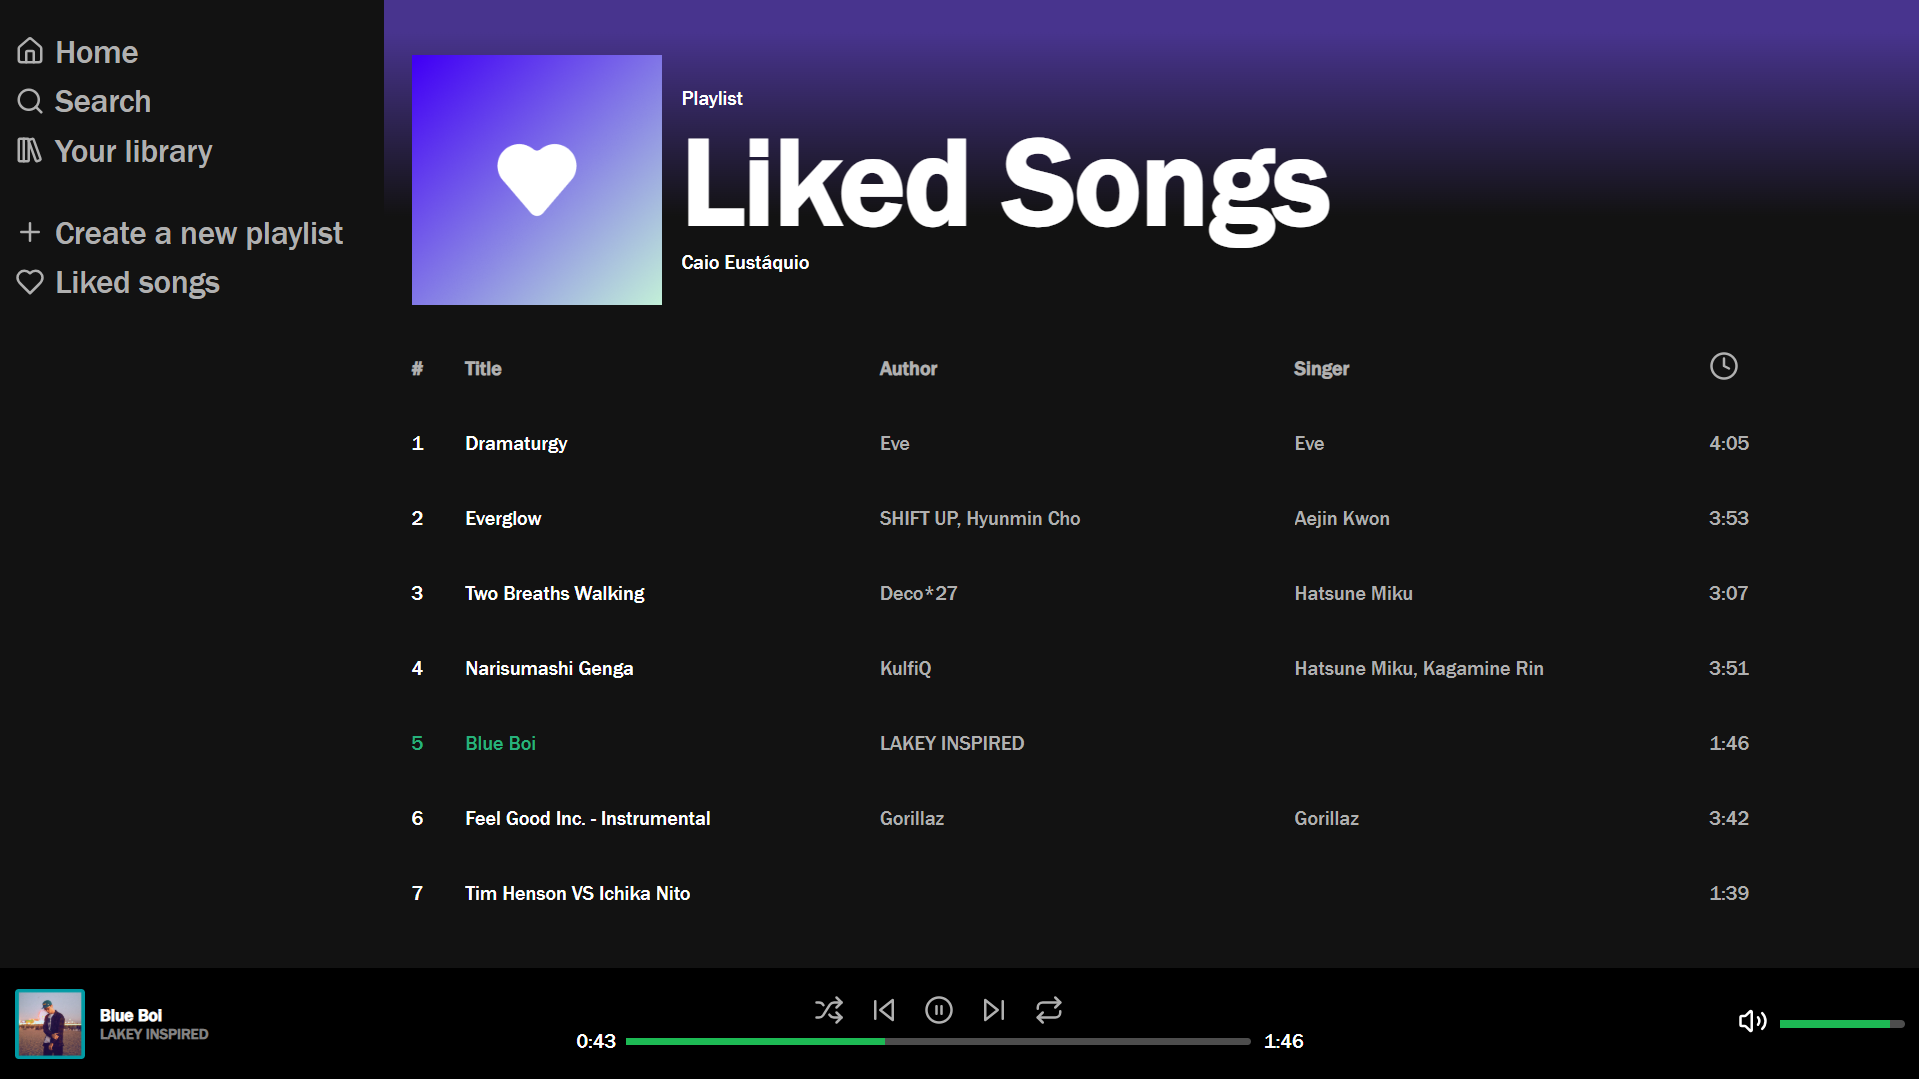 Home
Search
Your library
Create a new playlist
Liked songs
Playlist
Liked Songs
Caio Eustáquio
# Title Author Singer
1 Dramaturgy Eve Eve 4:05
2 Everglow SHIFT UP, Hyunmin Cho Aejin Kwon 3:53
3 Two Breaths Walking Deco*27 Hatsune Miku 3:07
4 Narisumashi Genga KulfiQ Hatsune Miku, Kagamine Rin 3:51
5 Blue Boi LAKEY INSPIRED 1:46
6 Feel Good Inc. - Instrumental Gorillaz Gorillaz 3:42
7 Tim Henson VS Ichika Nito 1:39
Blue Boi
LAKEY INSPIRED
0:43 1:46